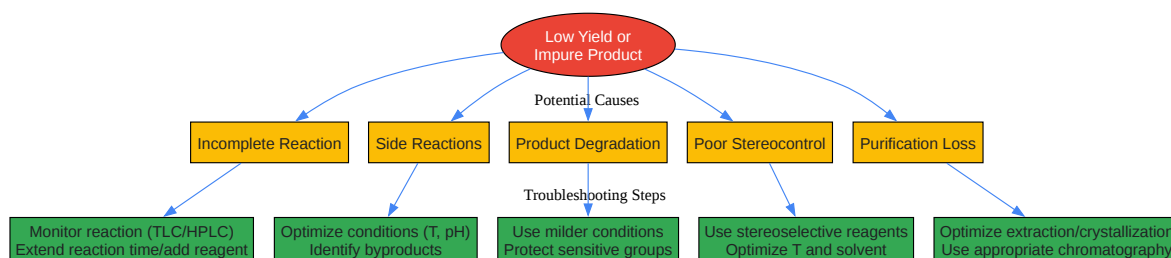 Low Yield or
Impure Product
Potential Causes
Incomplete Reaction
Side Reactions
Product Degradation
Poor Stereocontrol
Purification Loss
Troubleshooting Steps
Monitor reaction (TLC/HPLC)
Extend reaction time/add reagent
Optimize conditions (T, pH)
Identify byproducts
Use milder conditions
Protect sensitive groups
Use stereoselective reagents
Optimize T and solvent
Optimize extraction/crystallization
Use appropriate chromatography